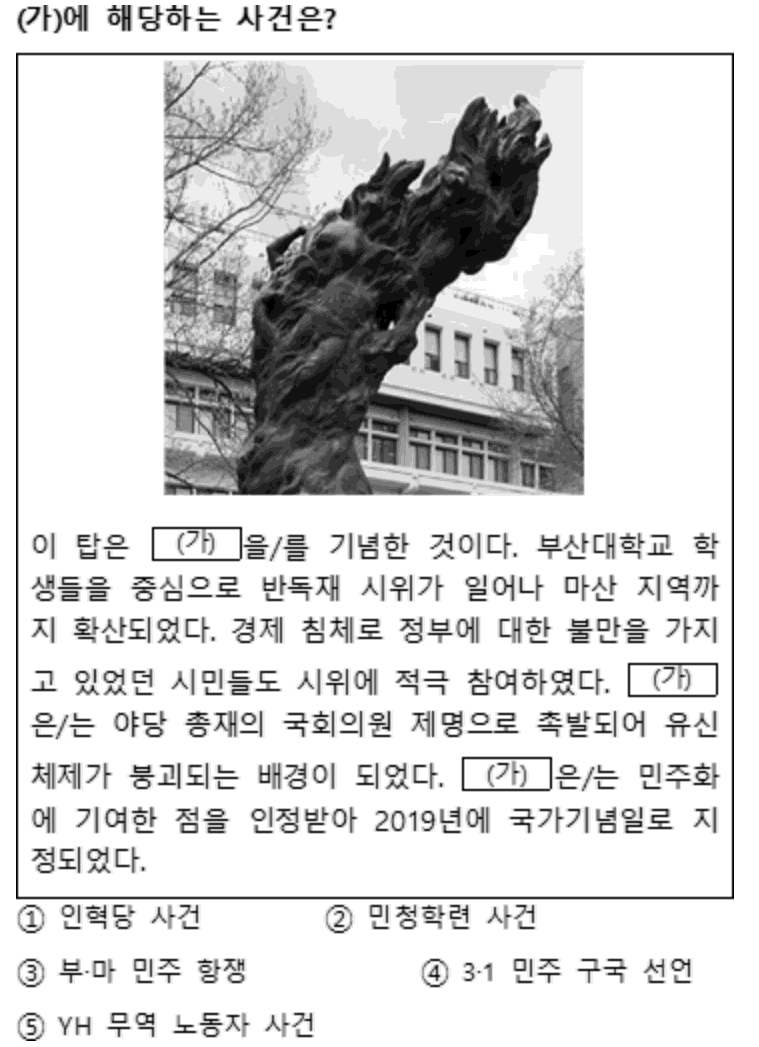 (가)에 해당하는 사건은?
이 탑은 (가) 을/를 기념한 것이다. 부산대학교 학
생들을 중심으로 반독재 시위가 일어나 마산 지역까
지 확산되었다. 경제 침체로 정부에 대한 불만을 가지
고 있었던 시민들도 시위에 적극 참여하였다. (가)
은/는 야당 총재의 국회의원 제명으로 촉발되어 유신
체제가 붕괴되는 배경이 되었다. (가) 은/는 민주화
에 기여한 점을 인정받아 2019년에 국가기념일로 지
정되었다.
① 인혁당 사건 ② 민청학련 사건
③ 부·마 민주 항쟁 ④ 3·1 민주 구국 선언
⑤ YH 무역 노동자 사건